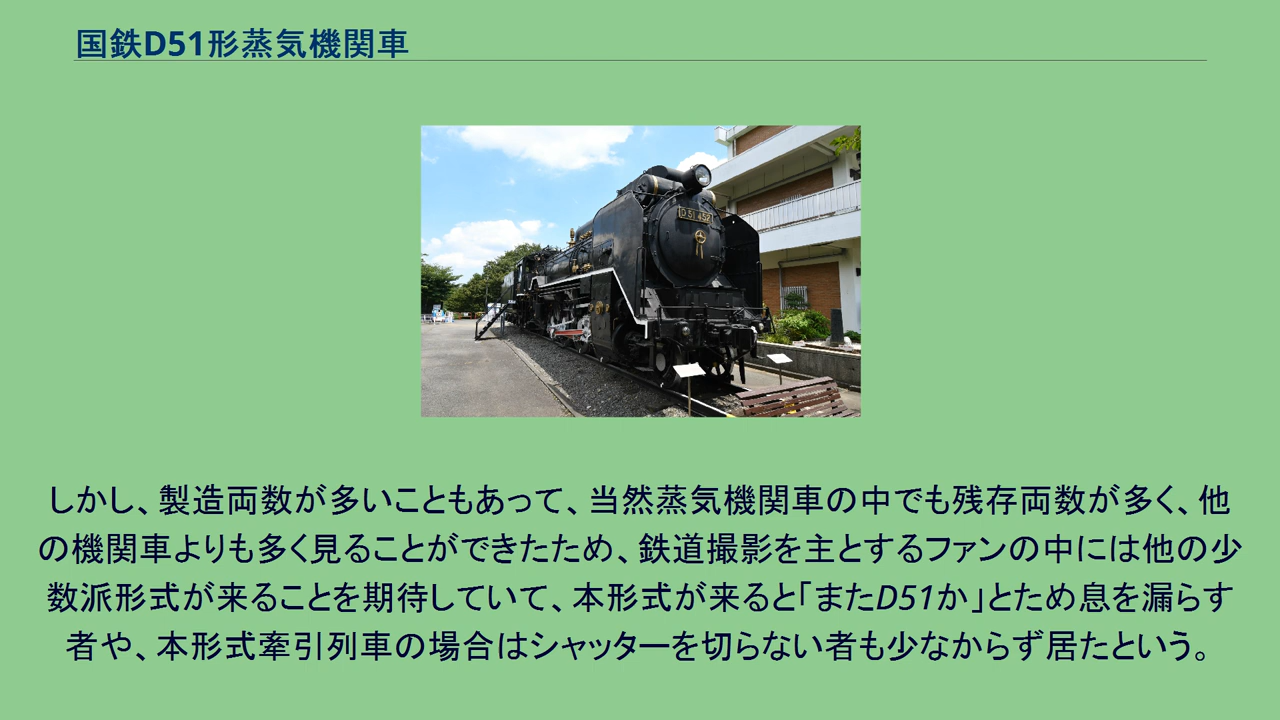 国鉄D51形蒸気機関車
D51 452
しかし、製造両数が多いこともあって、当然蒸気機関車の中でも残存両数が多く、他
の機関車よりも多く見ることができたため、鉄道撮影を主とするファンの中には他の少
数派形式が来ることを期待していて、本形式が来ると「またD51か」とため息を漏らす
者や、本形式牽引列車の場合はシャッターを切らない者も少なからず居たという。